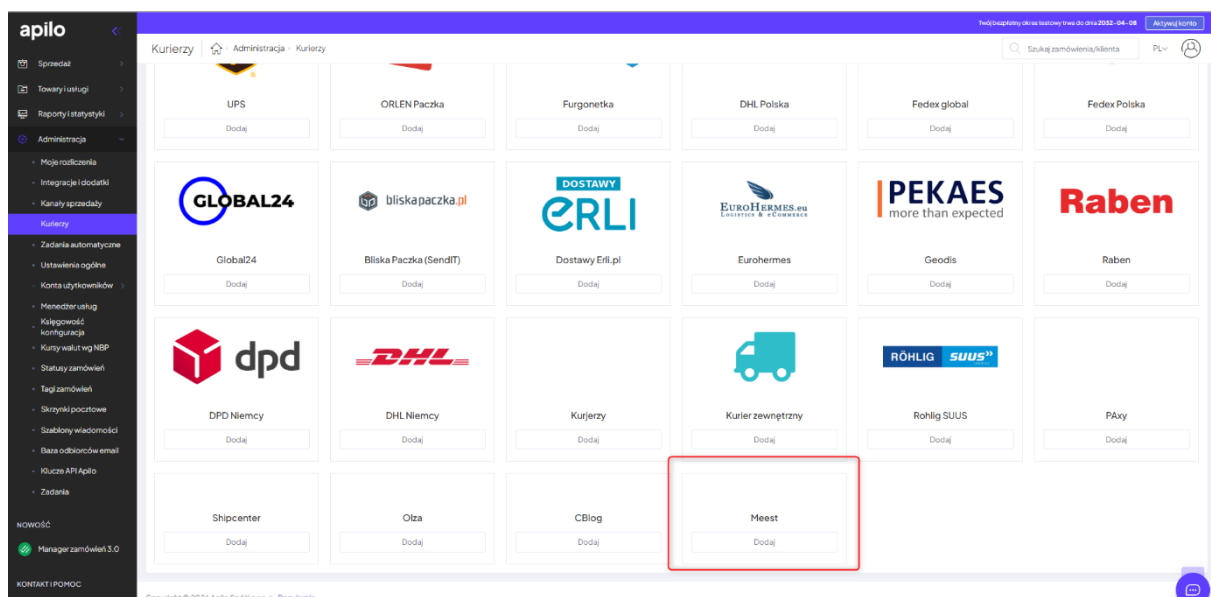 apilo
Twój bezpłatny okres testowy trwa do dnia 2032-04-08
Aktywuj konto
Kurierzy
Administracja
Kurierzy
Szukaj zamówienia/klienta
PL
Sprzedaż
Towary i usługi
Raporty i statystyki
Administracja
Moje rozliczenia
Integracje i dodatki
Kanały sprzedaży
Kurierzy
Zadania automatyczne
Ustawienia ogólne
Konta użytkowników
Menedżer usług
Księgowość
konfiguracja
Kursy walut wg NBP
Statusy zamówień
Tagi zamówień
Skrzynki pocztowe
Szablony wiadomości
Baza odbiorców email
Klucze API Apilo
Zadania
NOWOŚĆ
Manager zamówień 3.0
KONTAKT I POMOC
UPS
ORLEN Paczka
Furgonetka
DHL Polska
Fedex global
Fedex Polska
Dodaj
Dodaj
Dodaj
Dodaj
Dodaj
Dodaj
GLOBAL24
bliskapaczka.pl
DOSTAWY
ERLI
EUROHERMES.eu
LOGISTICS & eCOMMERCE
PEKAES
more than expected
Raben
Global24
Bliska Paczka (SendIT)
Dostawy Erli.pl
Eurohermes
Geodis
Raben
Dodaj
Dodaj
Dodaj
Dodaj
Dodaj
Dodaj
dpd
DHL
RÖHLIG SUUS
DPD Niemcy
DHL Niemcy
Kurjerzy
Kurier zewnętrzny
Rohlig SUUS
PAxy
Dodaj
Dodaj
Dodaj
Dodaj
Dodaj
Dodaj
Shipcenter
Olza
CBlog
Meest
Dodaj
Dodaj
Dodaj
Dodaj